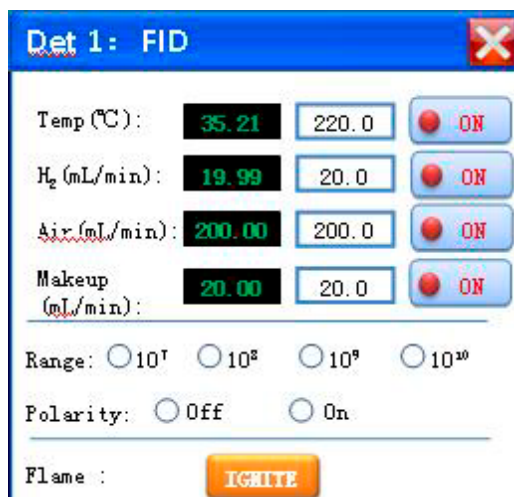 Det 1: FID
Temp(℃): 35.21 220.0 ON
H₂(mL/min): 19.99 20.0 ON
Air(mL/min): 200.00 200.0 ON
Makeup
(mL/min): 20.00 20.0 ON
Range: 10⁷ 10⁸ 10⁹ 10¹⁰
Polarity: Off On
Flame : IGNITE